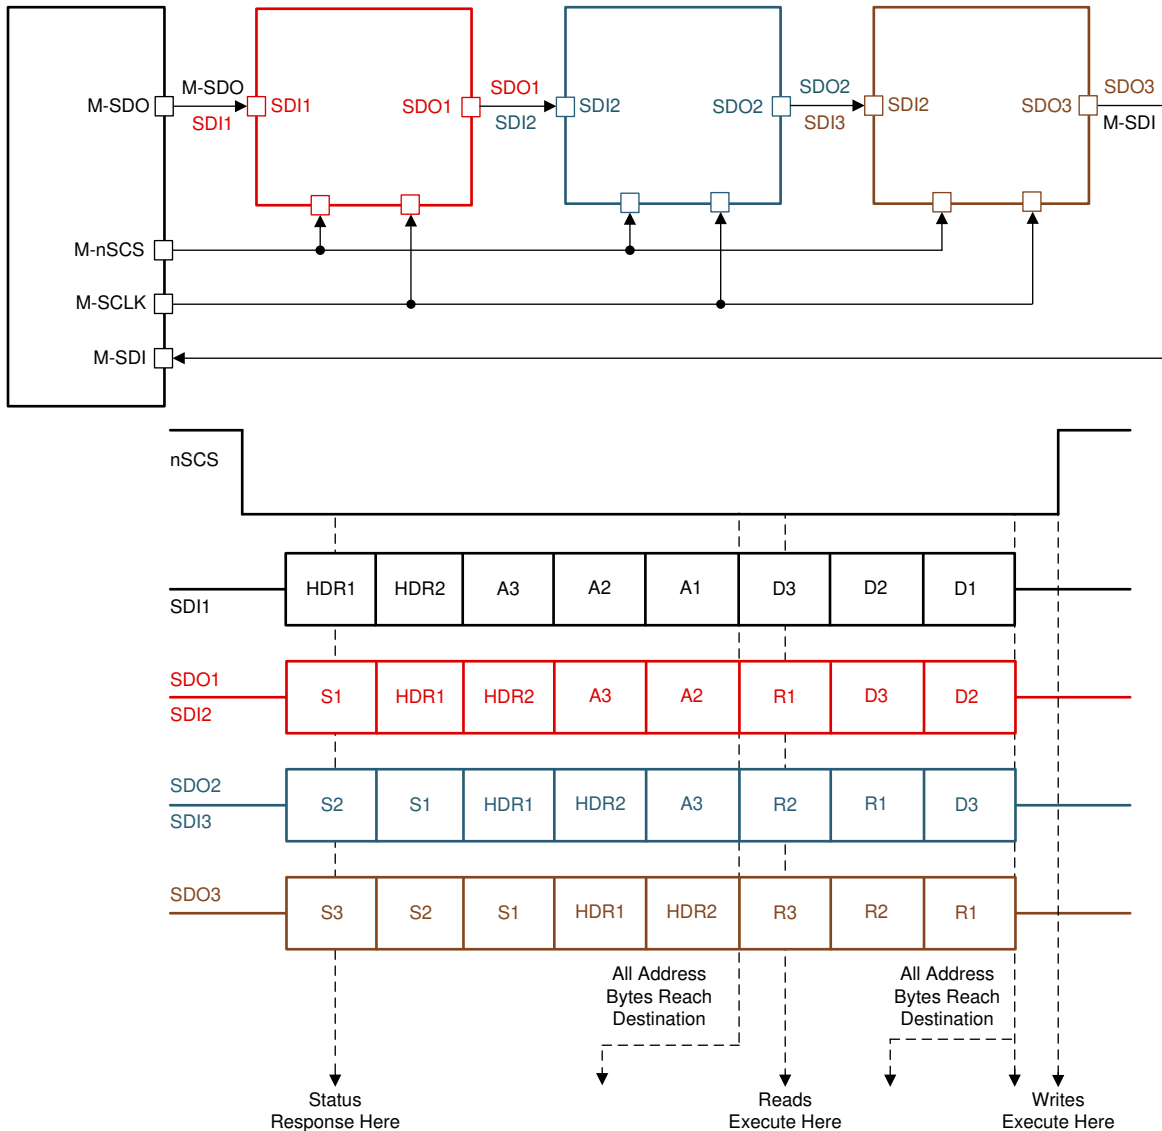 M-SDO
M-SDO
SDI1
SDI1
SDO1
SDO1
SDI2
SDI2
SDO2
SDO2
SDI3
SDI2
SDO3
SDO3
M-SDI
M-nSCS
M-SCLK
M-SDI
nSCS
SDI1
HDR1 HDR2 A3 A2 A1 D3 D2 D1
SDO1
SDI2
S1 HDR1 HDR2 A3 A2 R1 D3 D2
SDO2
SDI3
S2 S1 HDR1 HDR2 A3 R2 R1 D3
SDO3
S3 S2 S1 HDR1 HDR2 R3 R2 R1
All Address
Bytes Reach
Destination
All Address
Bytes Reach
Destination
Status
Response Here
Reads
Execute Here
Writes
Execute Here